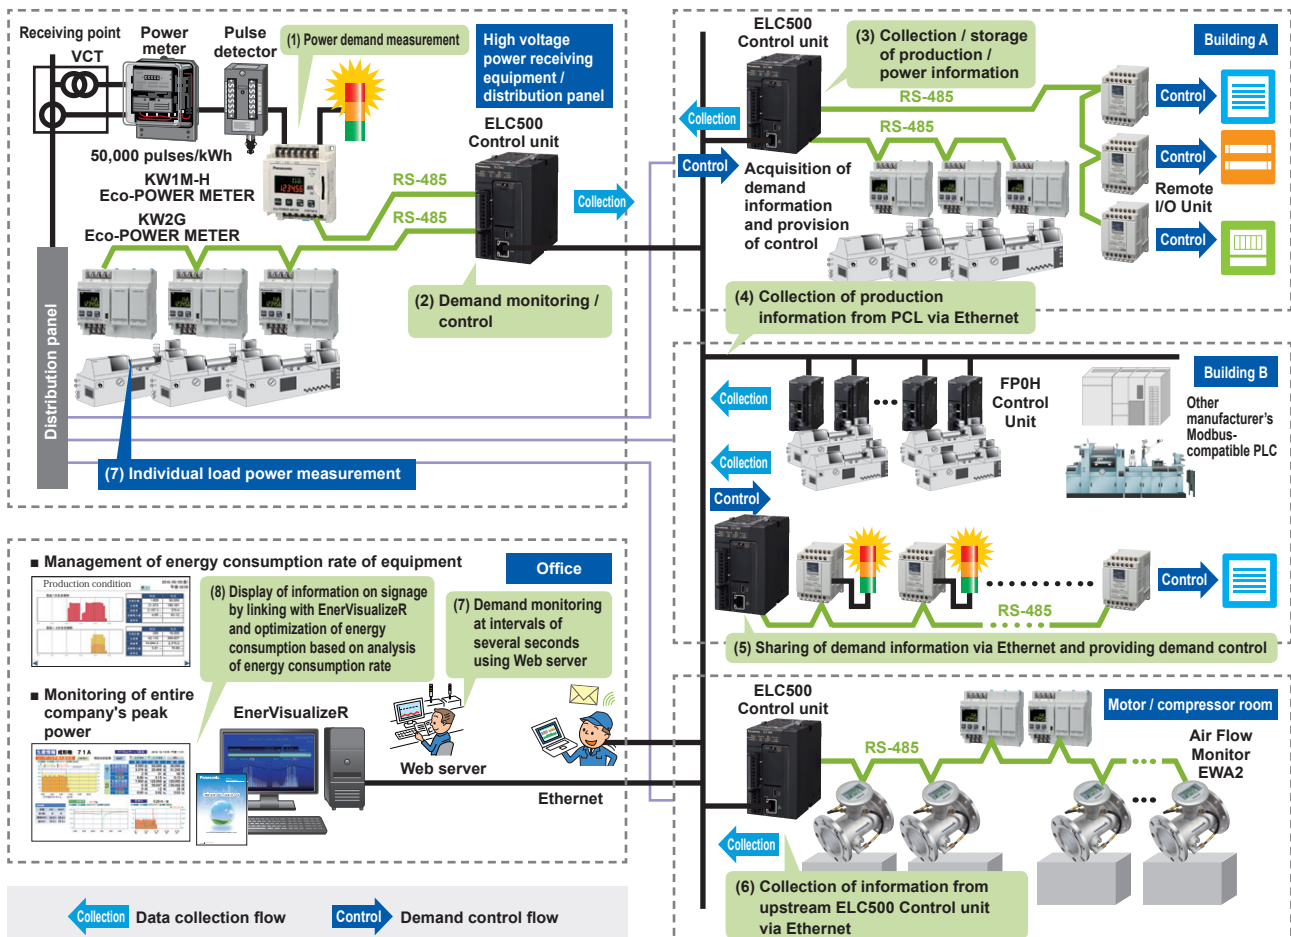 Receiving point
VCT
Power
meter
Pulse
detector
(1) Power demand measurement
High voltage
power receiving
equipment /
distribution panel
50,000 pulses/kWh
KW1M-H
Eco-POWER METER
KW2G
Eco-POWER METER
RS-485
RS-485
ELC500
Control unit
Collection
(2) Demand monitoring /
control
Distribution panel
(7) Individual load power measurement
ELC500
Control unit
(3) Collection / storage
of production /
power information
Building A
Collection
Control
RS-485
RS-485
Acquisition of
demand
information
and provision
of control
Control
Control
Remote
I/O Unit
Control
(4) Collection of production
information from PCL via Ethernet
Building B
Collection
FP0H
Control
Unit
Other
manufacturer's
Modbus-
compatible PLC
Collection
Control
Control
RS-485
(5) Sharing of demand information via Ethernet and providing demand control
■ Management of energy consumption rate of equipment
Office
Production condition
(8) Display of information on signage
by linking with EnerVisualizeR
and optimization of energy
consumption based on analysis
of energy consumption rate
(7) Demand monitoring
at intervals of
several seconds
using Web server
■ Monitoring of entire
company's peak
power
EnerVisualizeR
Web server
Ethernet
ELC500
Control unit
Motor / compressor room
RS-485
Air Flow
Monitor
EWA2
Collection
(6) Collection of information from
upstream ELC500 Control unit
via Ethernet
Collection
Data collection flow
Control
Demand control flow